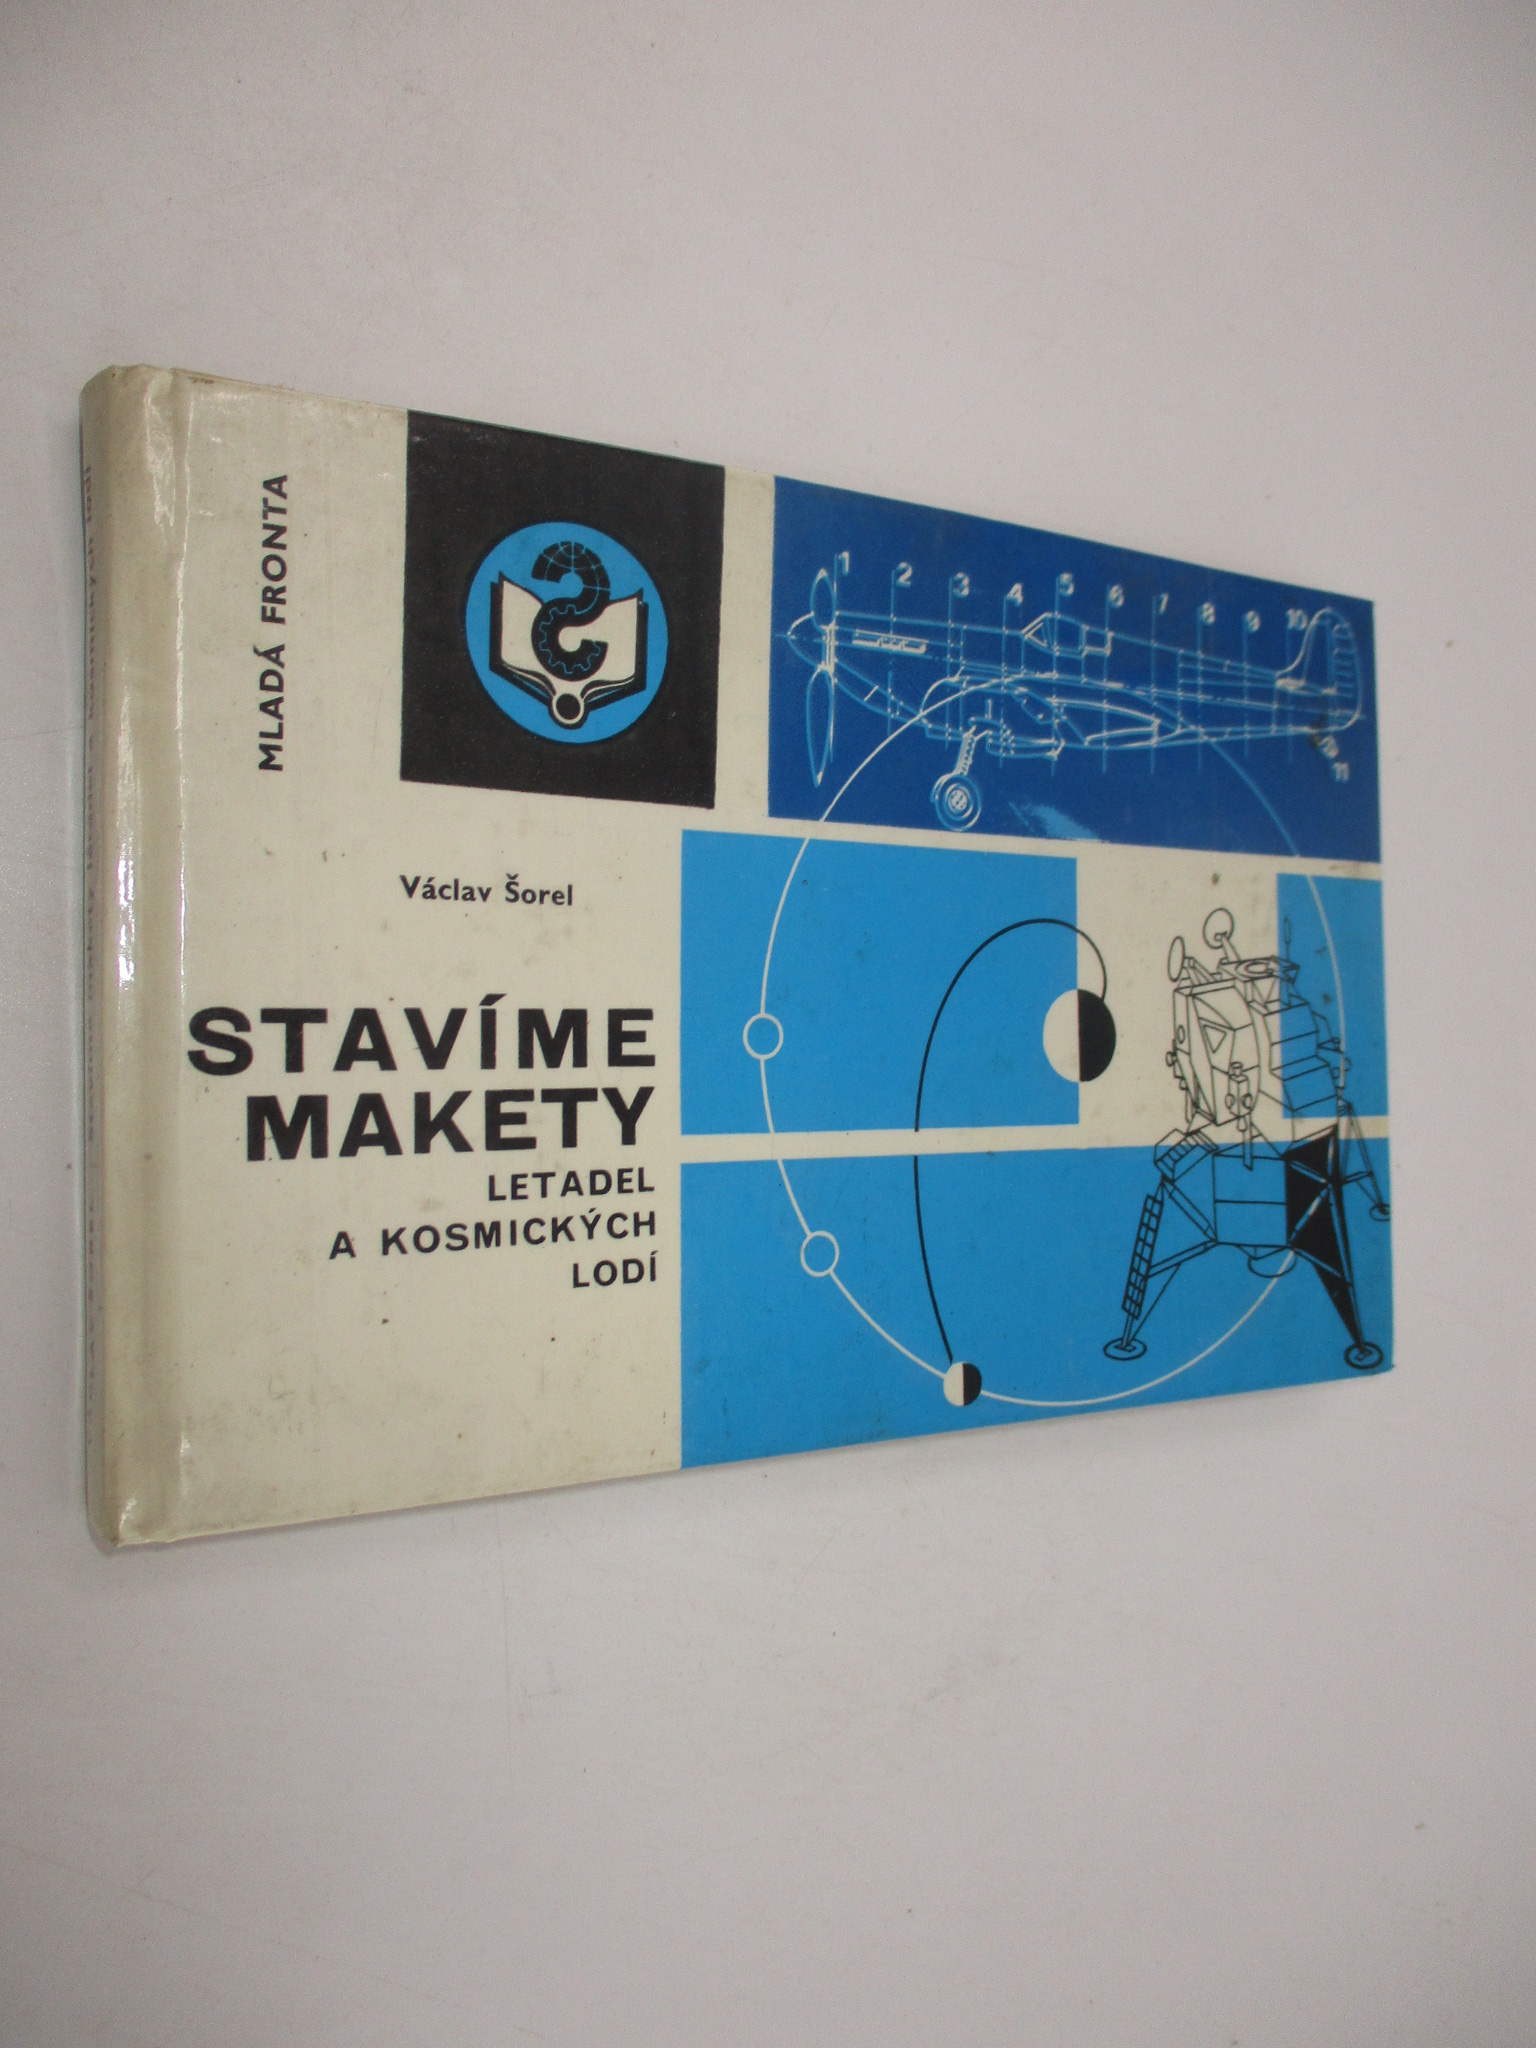 MLADÁ FRONTA
1 2 3 4 5 6 7 8 9 10
11
Václav Šorel
STAVÍME
MAKETY
LETADEL
A KOSMICKÝCH
LODÍ